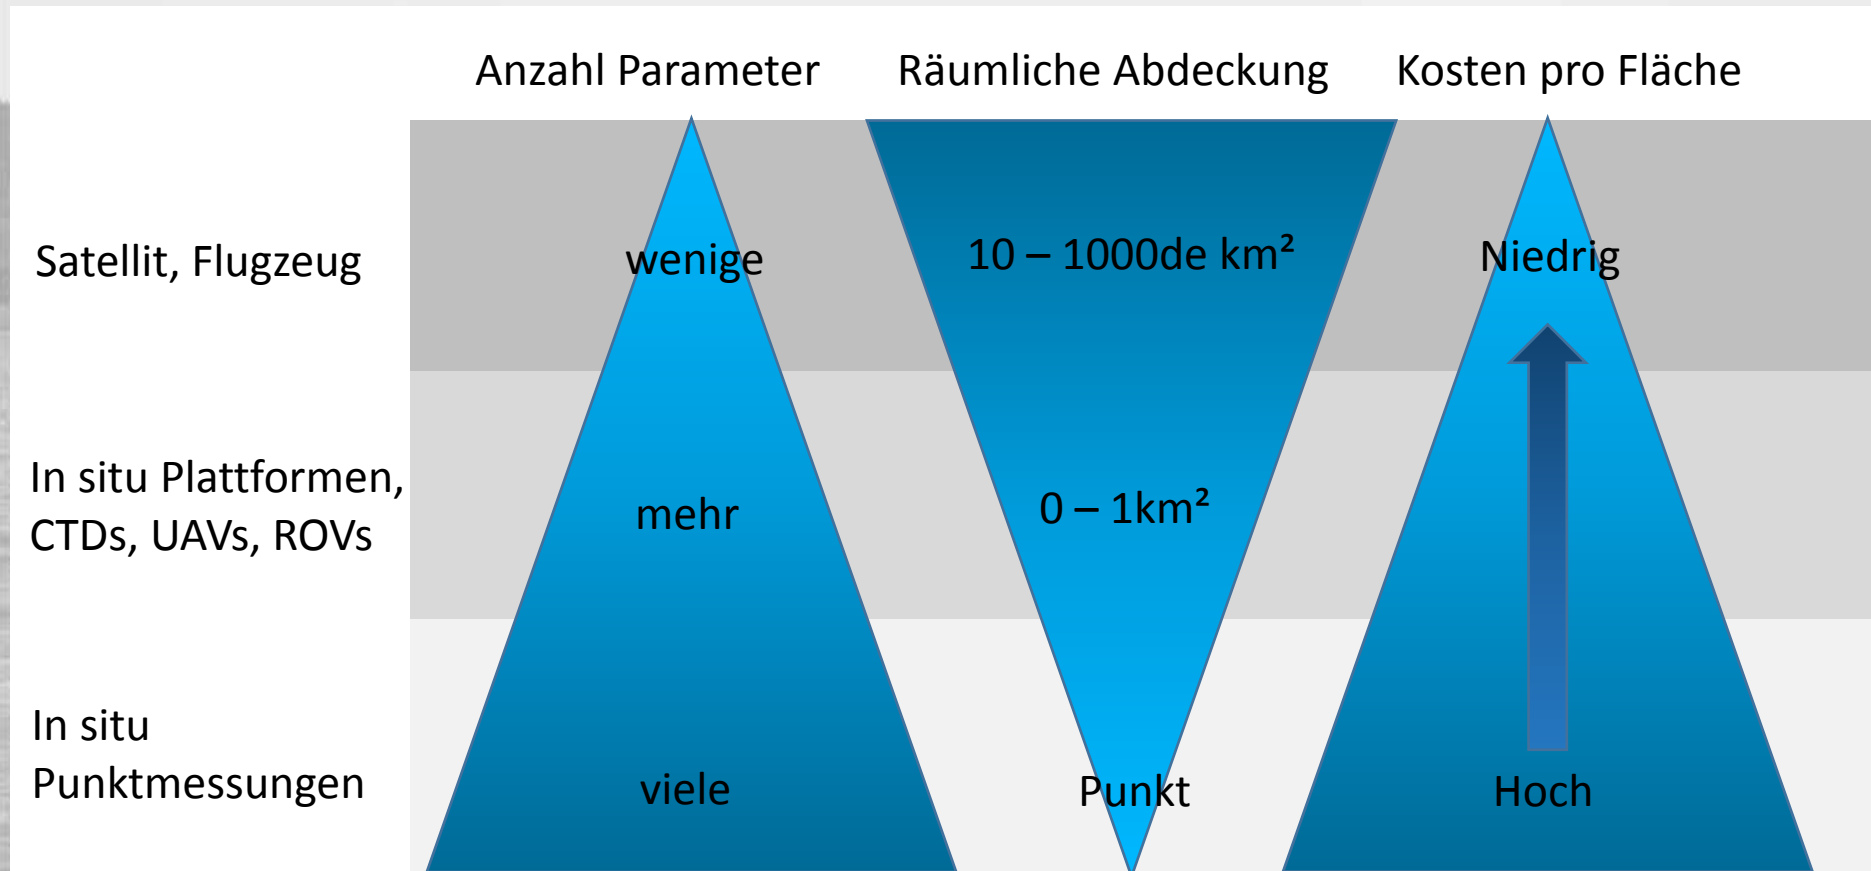 Anzahl Parameter
Räumliche Abdeckung
Kosten pro Fläche
Satellit, Flugzeug
wenige
10 – 1000de km²
Niedrig
In situ Plattformen,
CTDs, UAVs, ROVs
mehr
0 – 1km²
In situ
Punktmessungen
viele
Punkt
Hoch